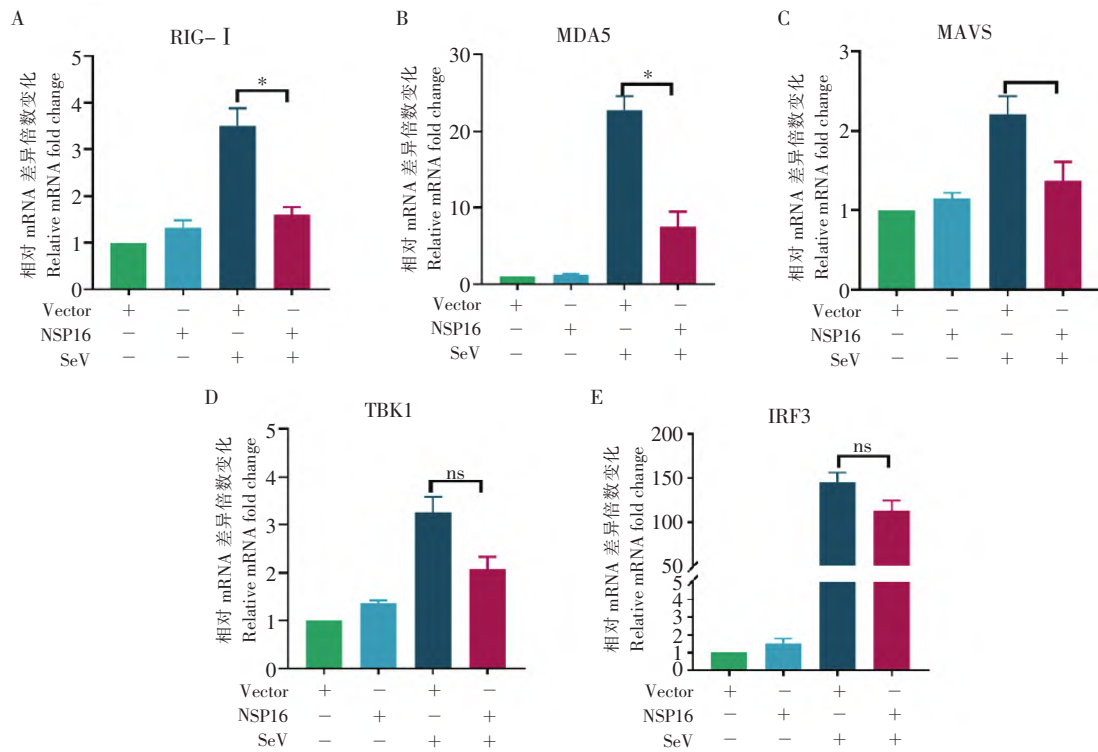 A
RIG-Ⅰ
相对 mRNA 差异倍数变化
Relative mRNA fold change
5
4
3
2
1
0
*
Vector + − + −
NSP16 − + − +
SeV − − + +
B
MDA5
相对 mRNA 差异倍数变化
Relative mRNA fold change
30
20
10
0
*
Vector + − + −
NSP16 − + − +
SeV − − + +
C
MAVS
相对 mRNA 差异倍数变化
Relative mRNA fold change
3
2
1
0
Vector + − + −
NSP16 − + − +
SeV − − + +
D
TBK1
相对 mRNA 差异倍数变化
Relative mRNA fold change
5
4
3
2
1
0
ns
Vector + − + −
NSP16 − + − +
SeV − − + +
E
IRF3
相对 mRNA 差异倍数变化
Relative mRNA fold change
200
150
100
50
5
4
3
2
1
0
ns
Vector + − + −
NSP16 − + − +
SeV − − + +